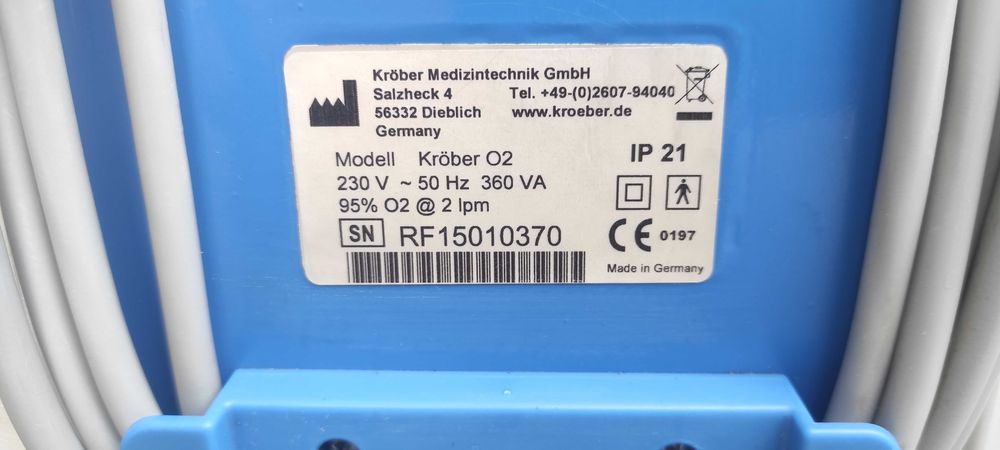 Kröber Medizintechnik GmbH
Salzheck 4 Tel. +49-(0)2607-94040
56332 Dieblich www.kroeber.de
Germany
Modell Kröber O2 IP 21
230 V ~ 50 Hz 360 VA
95% O2 @ 2 lpm
SN RF15010370 CE 0197
Made in Germany